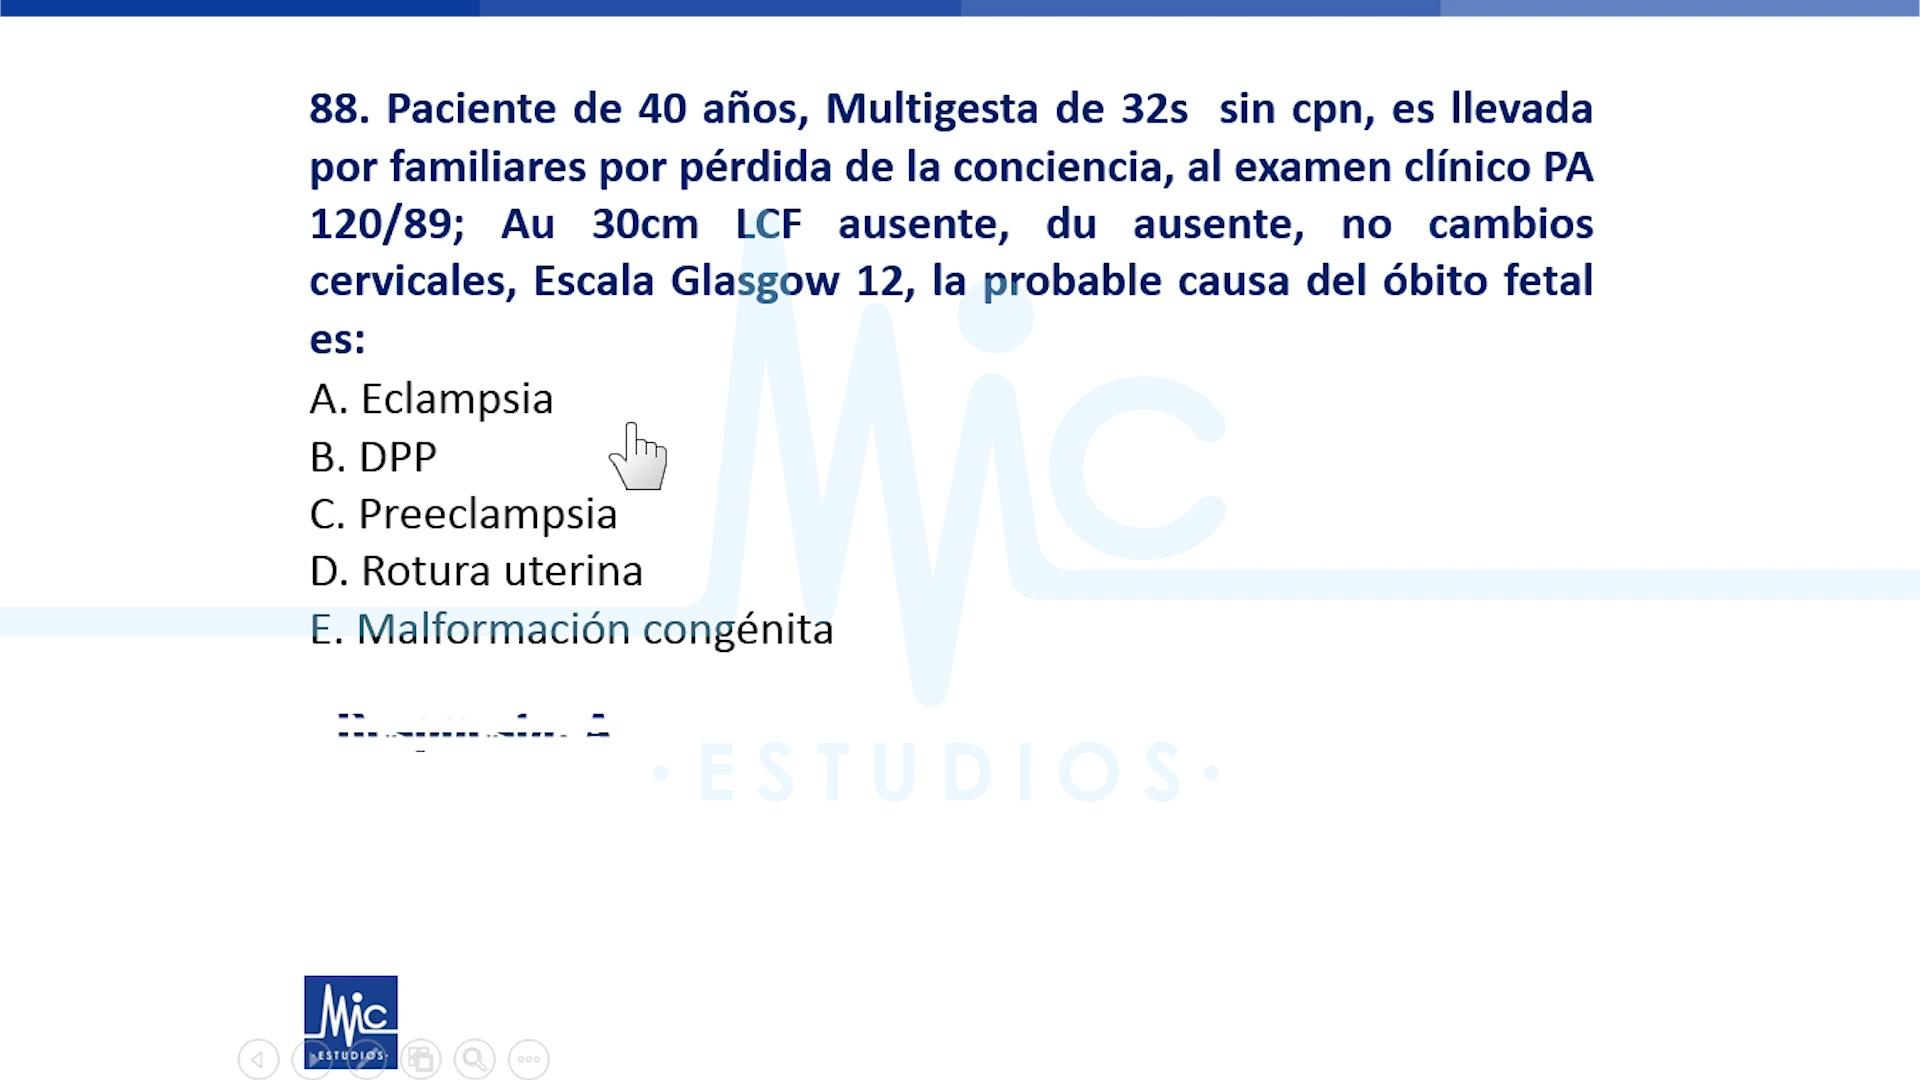 88. Paciente de 40 años, Multigesta de 32s sin cpn, es llevada
por familiares por pérdida de la conciencia, al examen clínico PA
120/89; Au 30cm LCF ausente, du ausente, no cambios
cervicales, Escala Glasgow 12, la probable causa del óbito fetal
es:
A. Eclampsia
B. DPP
C. Preeclampsia
D. Rotura uterina
E. Malformación congénita
Mic
· ESTUDIOS ·
Mic
·ESTUDIOS·